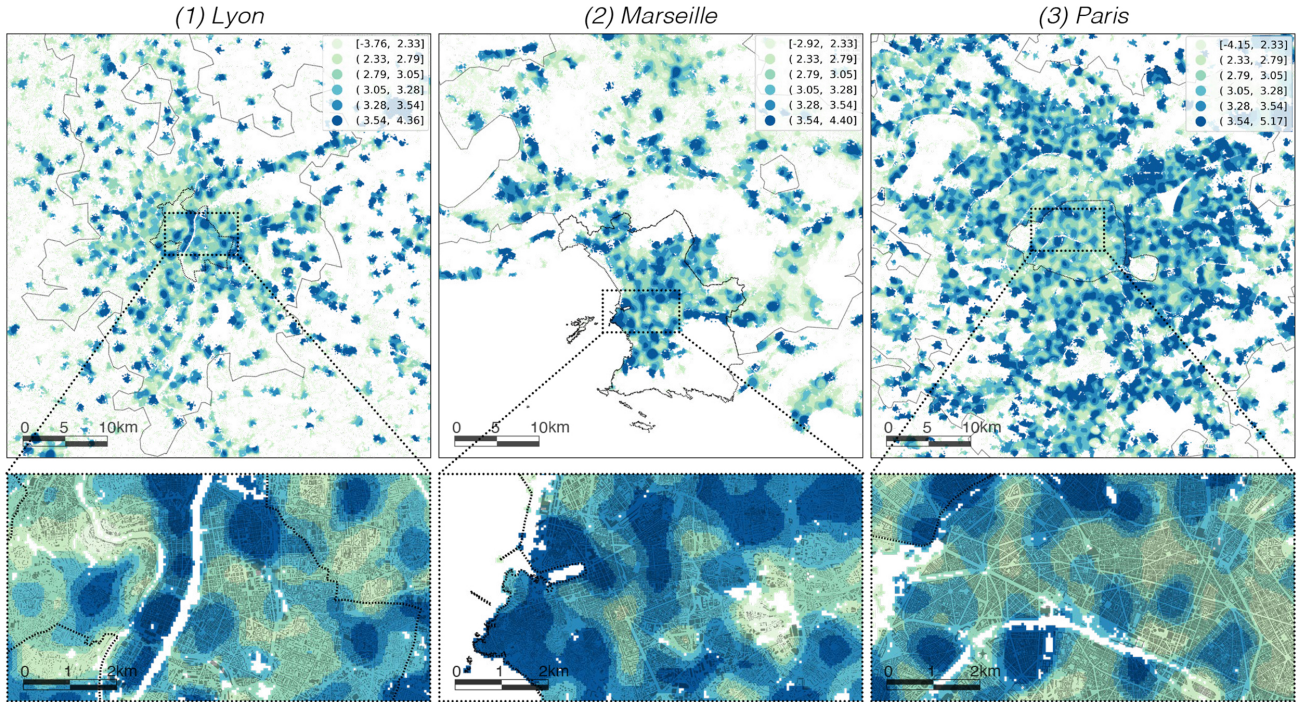 (1) Lyon
(2) Marseille
(3) Paris
[-3.76, 2.33]
( 2.33, 2.79]
( 2.79, 3.05]
( 3.05, 3.28]
( 3.28, 3.54]
( 3.54, 4.36]
[-2.92, 2.33]
( 2.33, 2.79]
( 2.79, 3.05]
( 3.05, 3.28]
( 3.28, 3.54]
( 3.54, 4.40]
[-4.15, 2.33]
( 2.33, 2.79]
( 2.79, 3.05]
( 3.05, 3.28]
( 3.28, 3.54]
( 3.54, 5.17]
0 5 10km
0 5 10km
0 5 10km
0 1 2km
0 1 2km
0 1 2km